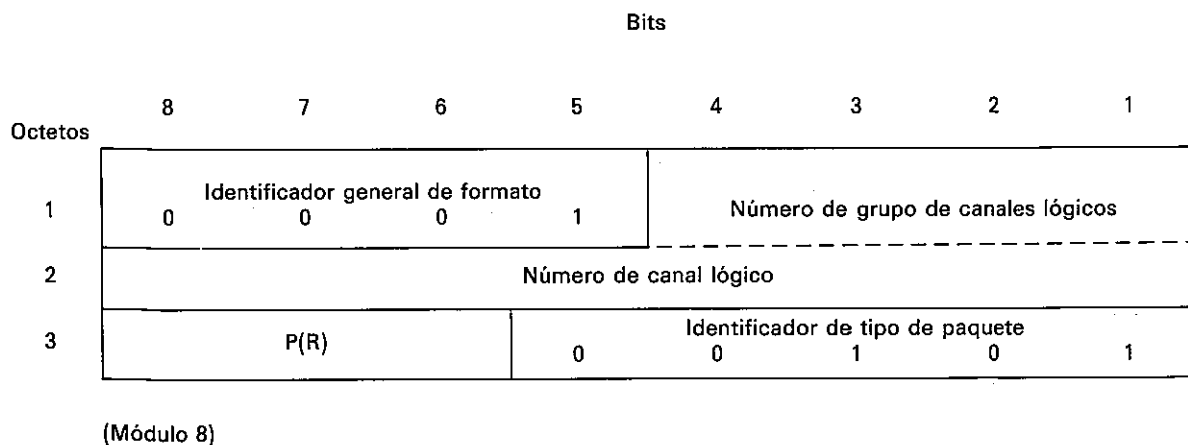 Bits
8 7 6 5 4 3 2 1
Octetos
1
Identificador general de formato
0 0 0 1
Número de grupo de canales lógicos
2
Número de canal lógico
3
P(R)
Identificador de tipo de paquete
0 0 1 0 1
(Módulo 8)